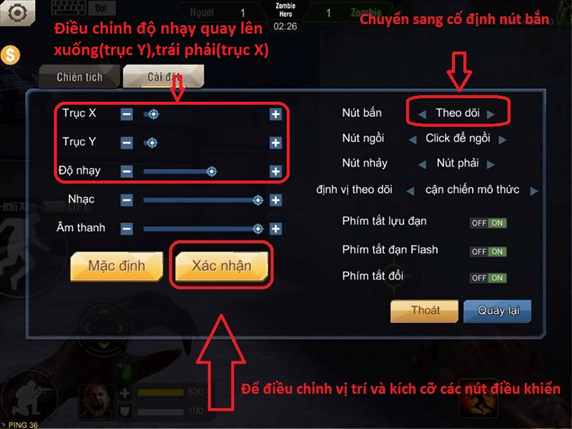 Người 1 Zombie Hero 1 Zombie
02:26
Điều chỉnh độ nhạy quay lên
xuống(trục Y),trái phải(trục X)
Chuyển sang cố định nút bắn
Chiến tích Cài đặt
Trục X
Trục Y
Độ nhạy
Nhạc
Âm thanh
Mặc định Xác nhận
Nút bắn Theo dõi
Nút ngồi Click để ngồi
Nút nhảy Nút phải
định vị theo dõi cận chiến mô thức
Phím tắt lựu đạn OFF ON
Phím tắt đạn Flash OFF ON
Phím tắt đổi OFF ON
Thoát Quay lại
Để điều chỉnh vị trí và kích cỡ các nút điều khiển
800
100
PING 36